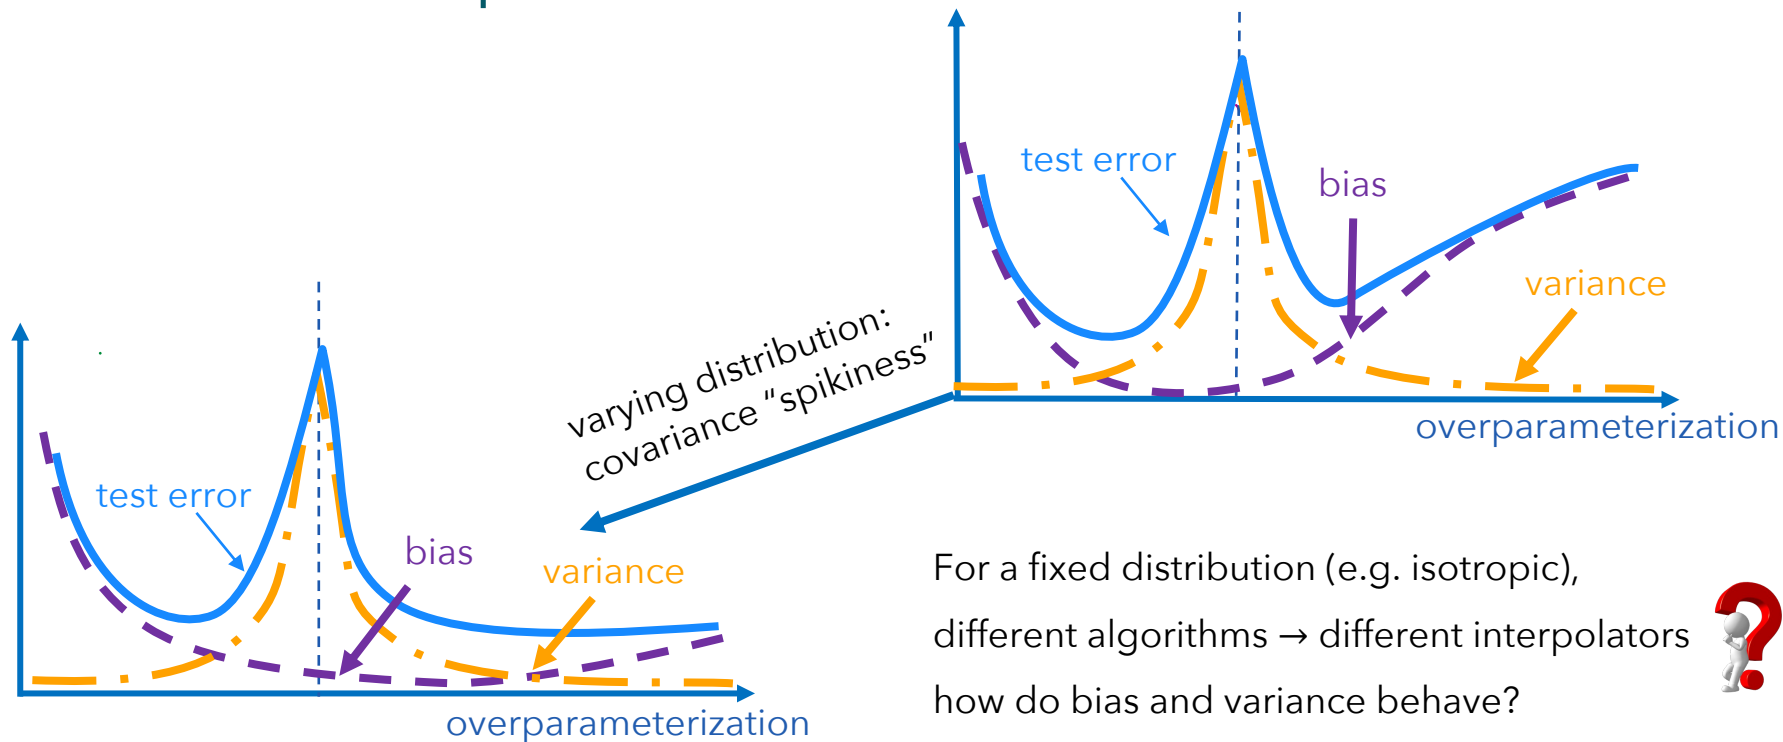 test error
bias
variance
overparameterization
varying distribution:
covariance "spikiness"
test error
bias
variance
overparameterization
For a fixed distribution (e.g. isotropic),
different algorithms → different interpolators
how do bias and variance behave?